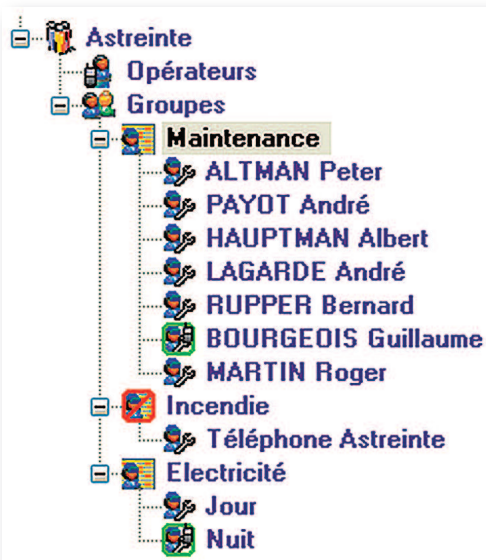 Astreinte
Opérateurs
Groupes
Maintenance
ALTMAN Peter
PAYOT André
HAUPTMAN Albert
LAGARDE André
RUPPER Bernard
BOURGEOIS Guillaume
MARTIN Roger
Incendie
Téléphone Astreinte
Electricité
Jour
Nuit